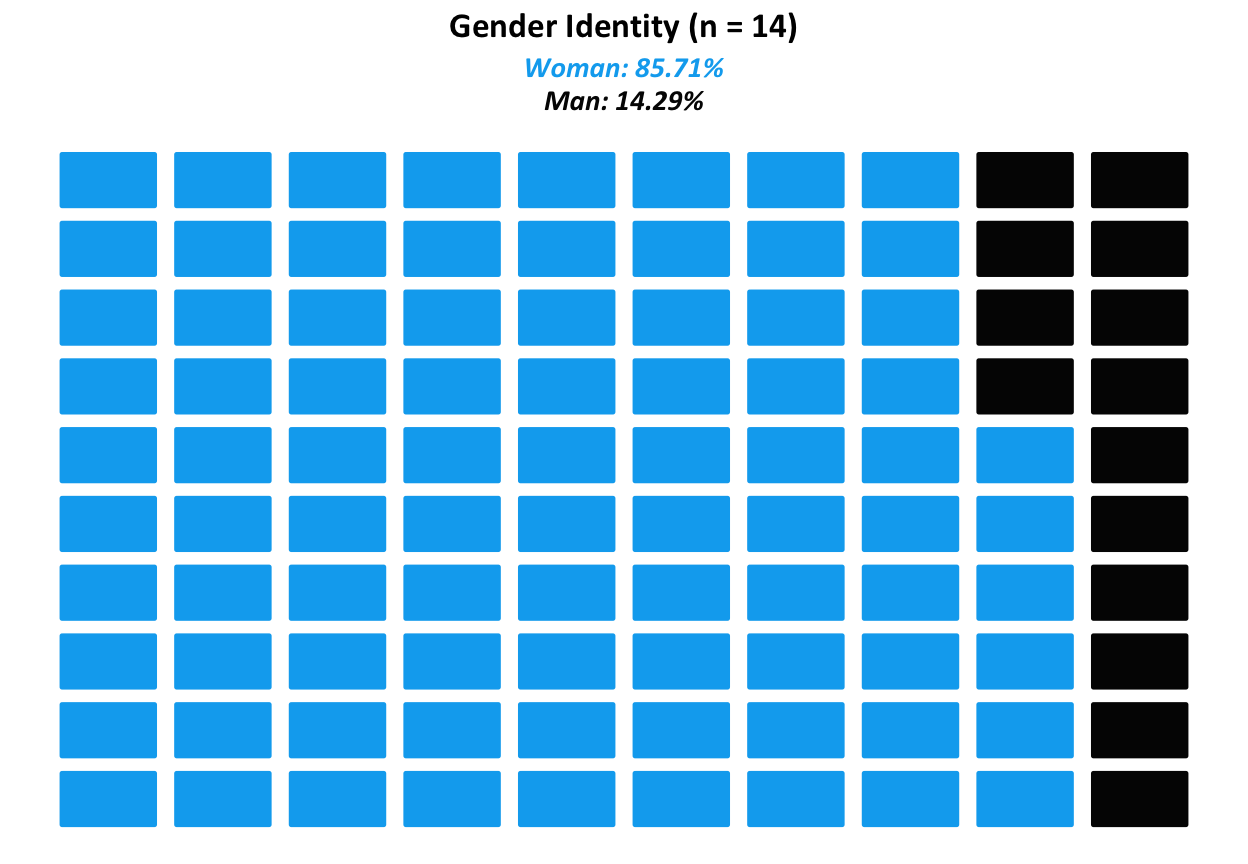 Gender Identity (n = 14)
Woman: 85.71%
Man: 14.29%